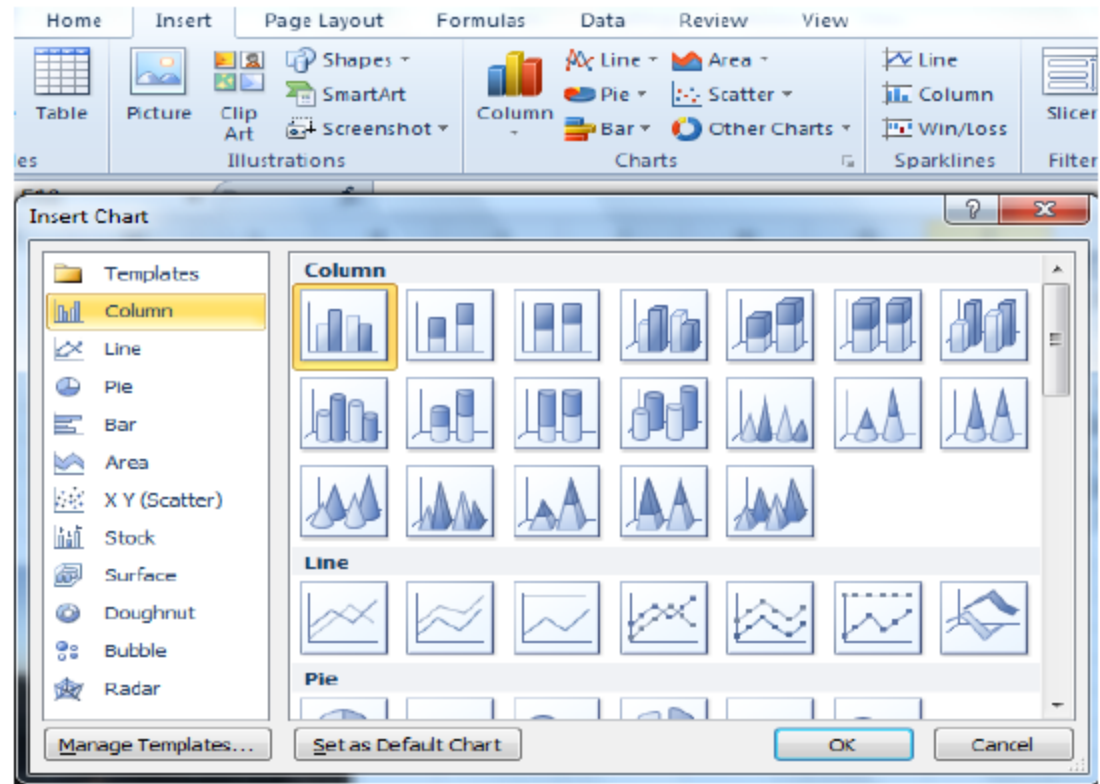 Home Insert Page Layout Formulas Data Review View
Shapes Line Area Line
SmartArt Pie Scatter Column
Table Picture Clip Art Screenshot Column Bar Other Charts Win/Loss Slicer
es Illustrations Charts Sparklines Filter
Insert Chart
Templates
Column
Line
Pie
Bar
Area
X Y (Scatter)
Stock
Surface
Doughnut
Bubble
Radar
Column
Line
Pie
Manage Templates... Set as Default Chart OK Cancel